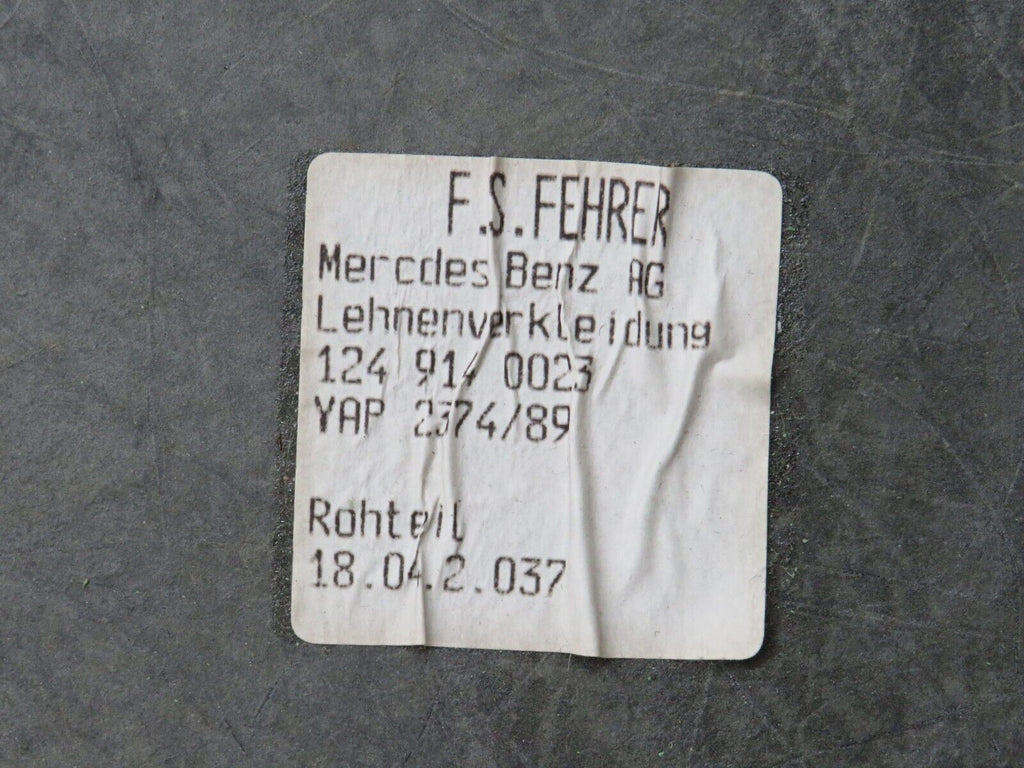 F.S.FEHRER
Mercdes Benz AG
Lehnenverkleidung
124 914 0023
YAP 2374/89
Rohteil
18.04.2.037